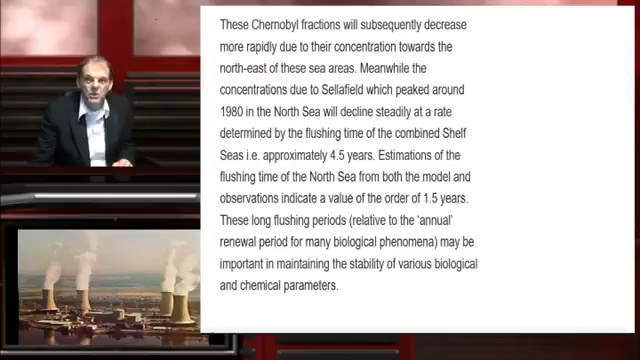 These Chernobyl fractions will subsequently decrease
more rapidly due to their concentration towards the
north-east of these sea areas. Meanwhile the
concentrations due to Sellafield which peaked around
1980 in the North Sea will decline steadily at a rate
determined by the flushing time of the combined Shelf
Seas i.e. approximately 4.5 years. Estimations of the
flushing time of the North Sea from both the model and
observations indicate a value of the order of 1.5 years.
These long flushing periods (relative to the 'annual'
renewal period for many biological phenomena) may be
important in maintaining the stability of various biological
and chemical parameters.